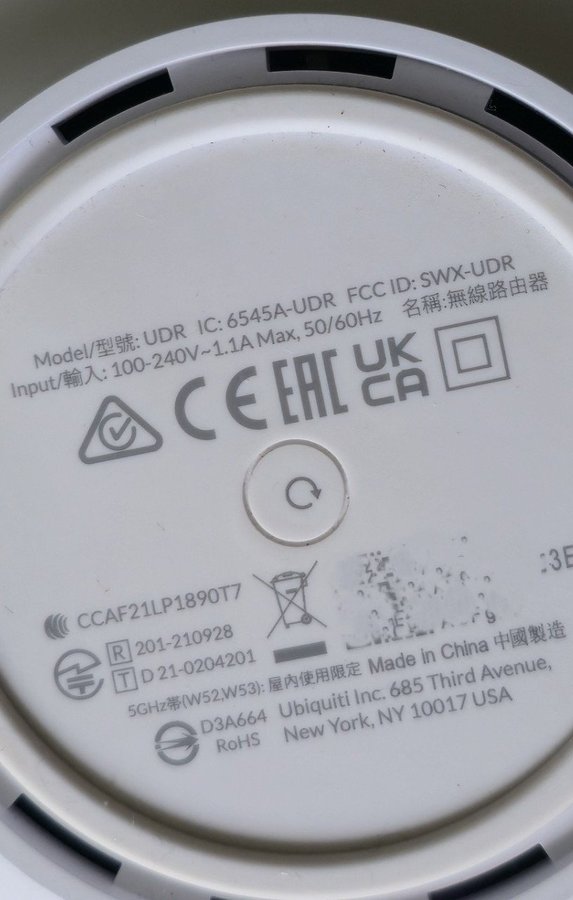 Model/型號: UDR IC: 6545A-UDR FCC ID: SWX-UDR
Input/輸入: 100-240V~1.1A Max, 50/60Hz 名稱:無線路由器
CE EAC UK CA
CCAF21LP1890T7
:3E
R 201-210928
T D 21-0204201
5GHz帯(W52,W53): 屋内使用限定 Made in China 中國製造
D3A664 RoHS
Ubiquiti Inc. 685 Third Avenue,
New York, NY 10017 USA